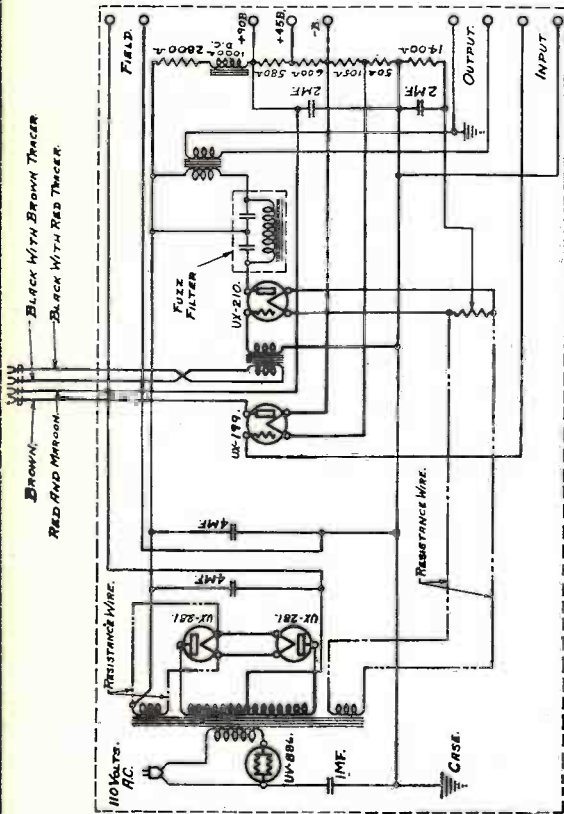 FIELD.
+90B.
+45B.
-B.
OUTPUT.
INPUT
2800Ω
1000Ω
D.C.
580Ω
600Ω
105Ω
50Ω
1400Ω
2MF.
2MF.
BLACK WITH BROWN TRACER.
BLACK WITH RED TRACER.
FUZZ
FILTER
UX-210.
BROWN.
RED AND MAROON.
UX-199.
4MF.
4MF.
RESISTANCE WIRE.
RESISTANCE WIRE.
UX-281.
UX-281.
110 VOLTS.
A.C.
UV-886.
1MF.
CASE.